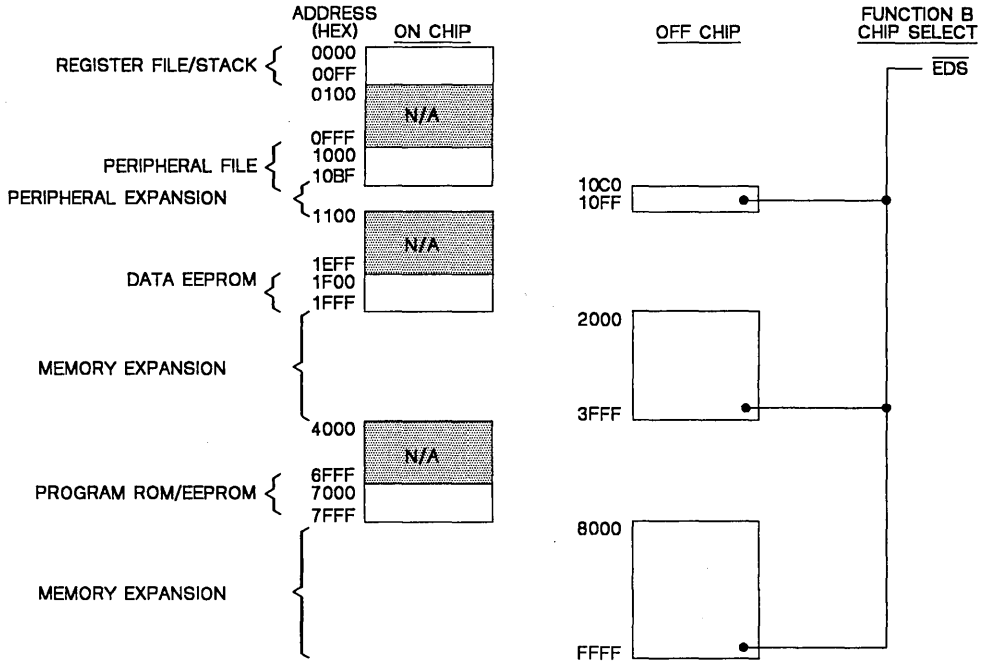 ADDRESS
(HEX)
ON CHIP
OFF CHIP
FUNCTION B
CHIP SELECT
EDS
REGISTER FILE/STACK
0000
00FF
0100
N/A
0FFF
PERIPHERAL FILE
1000
10BF
PERIPHERAL EXPANSION
10C0
10FF
1100
N/A
1EFF
DATA EEPROM
1F00
1FFF
MEMORY EXPANSION
2000
3FFF
4000
N/A
6FFF
PROGRAM ROM/EEPROM
7000
7FFF
MEMORY EXPANSION
8000
FFFF